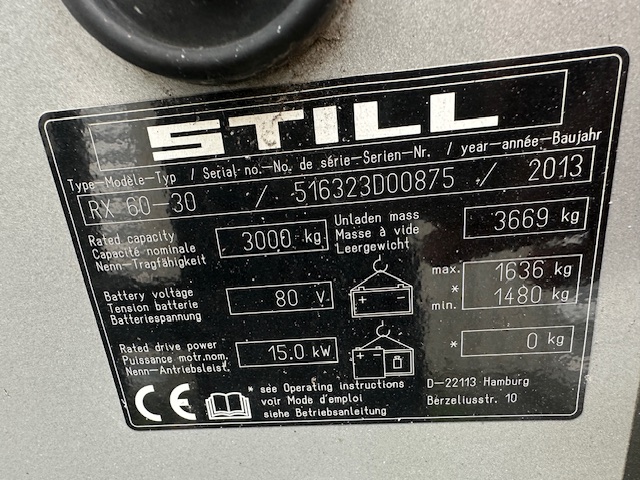 STILL
Type-Modèle-Typ / Serial no.-No. de série-Serien-Nr. / year-année-Baujahr
RX 60-30 / 516323D00875 / 2013
Rated capacity
Capacité nominale
Nenn-Tragfähigkeit
3000 kg
Unladen mass
Masse à vide
Leergewicht
3669 kg
Battery voltage
Tension batterie
Batteriespannung
80 V
max. 1636 kg
*
min. 1480 kg
Rated drive power
Puissance motr.nom.
Nenn-Antriebsleist.
15.0 kW
* 0 kg
CE
* see Operating instructions
voir Mode d'emploi
siehe Betriebsanleitung
D-22113 Hamburg
Berzeliusstr. 10